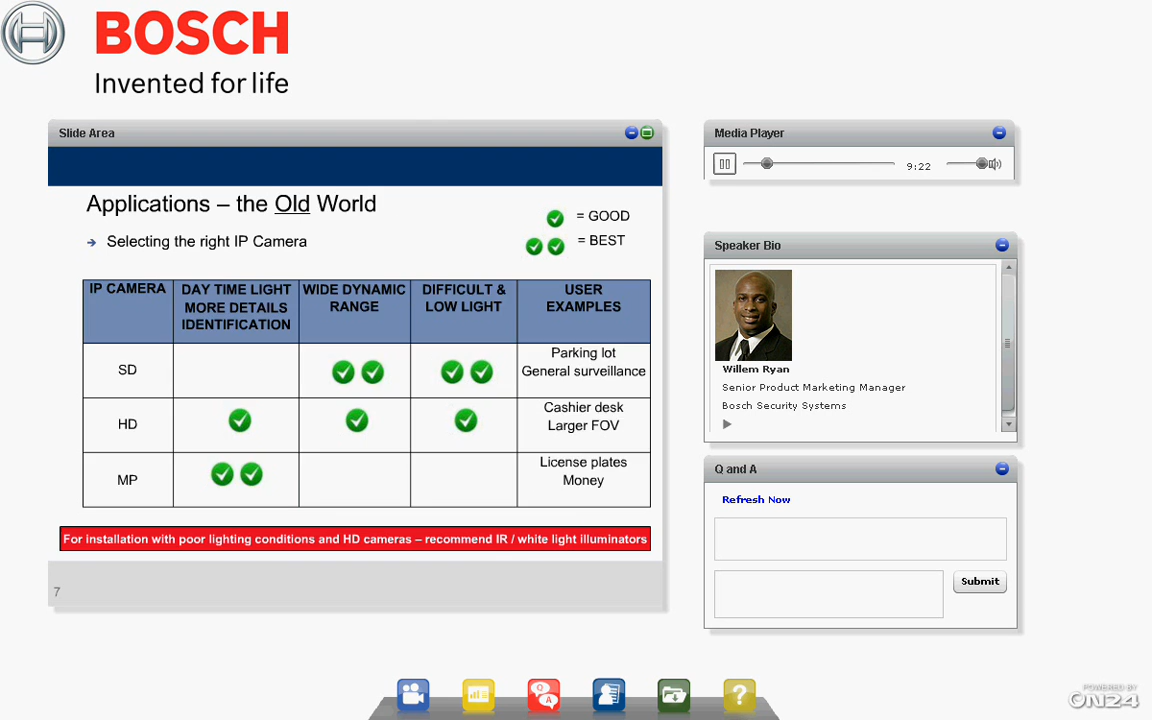 BOSCH
Invented for life
Slide Area
Applications – the Old World
= GOOD
➔ Selecting the right IP Camera
= BEST
IP CAMERA
DAY TIME LIGHT
MORE DETAILS
IDENTIFICATION
WIDE DYNAMIC
RANGE
DIFFICULT &
LOW LIGHT
USER
EXAMPLES
SD
Parking lot
General surveillance
HD
Cashier desk
Larger FOV
MP
License plates
Money
For installation with poor lighting conditions and HD cameras – recommend IR / white light illuminators
7
Media Player
9:22
Speaker Bio
Willem Ryan
Senior Product Marketing Manager
Bosch Security Systems
Q and A
Refresh Now
Submit
Q
A
?
POWERED BY
ON24